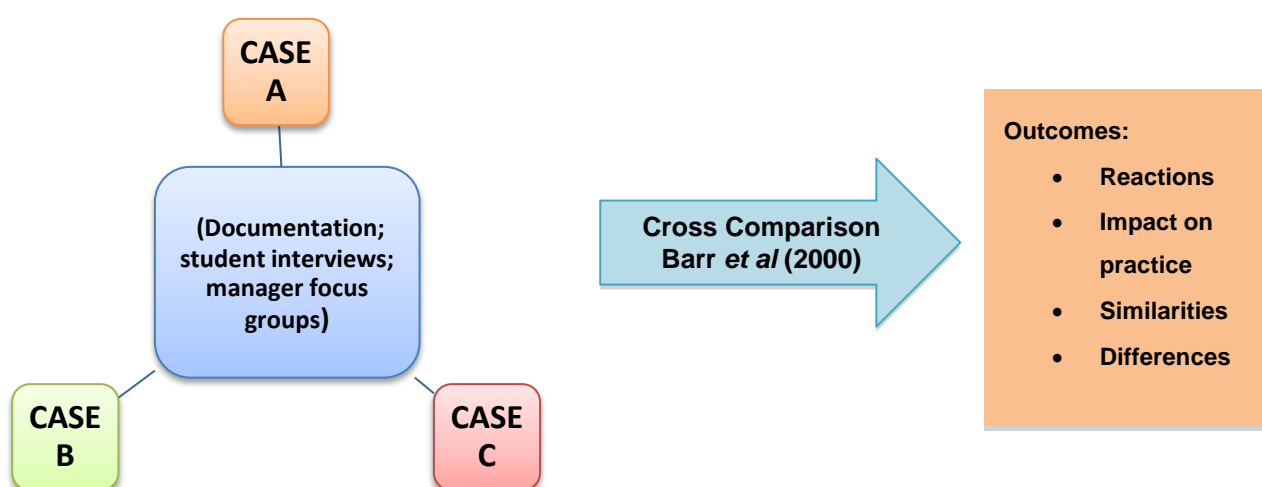 CASE
A
(Documentation;
student interviews;
manager focus
groups)
CASE
B
CASE
C
Cross Comparison
Barr et al (2000)
Outcomes:
• Reactions
• Impact on
practice
• Similarities
• Differences